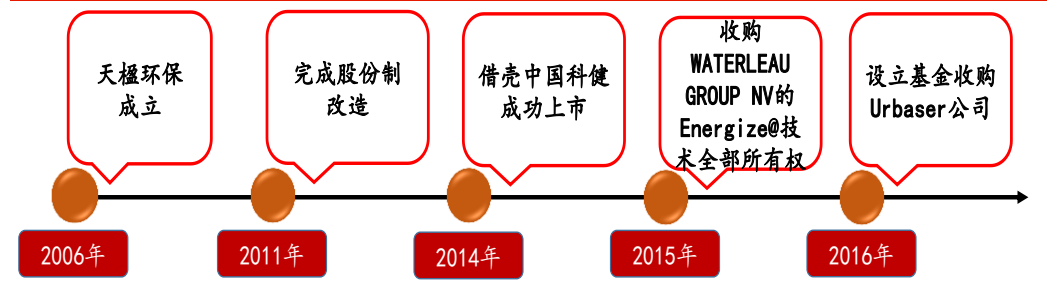 天楹环保
成立
完成股份制
改造
借壳中国科健
成功上市
收购
WATERLEAU
GROUP NV的
Energize@技
术全部所有权
设立基金收购
Urbaser公司
2006年
2011年
2014年
2015年
2016年